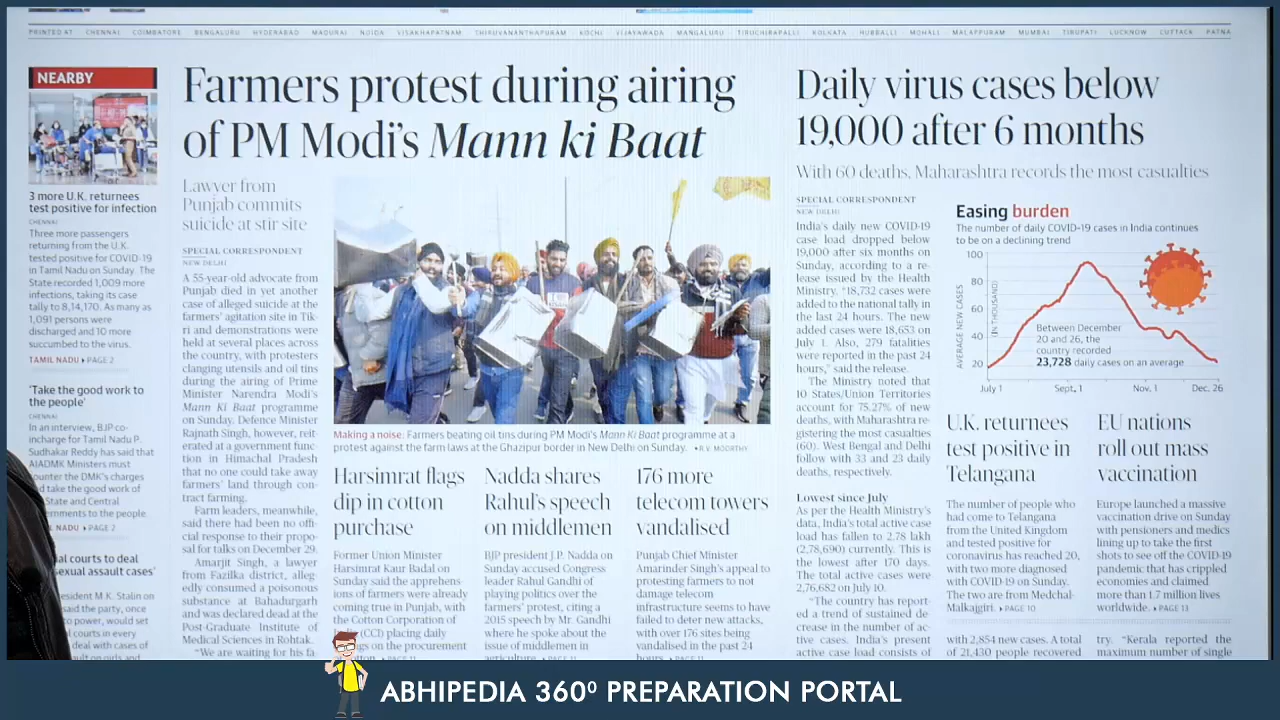 PRINTED AT CHENNAI COIMBATORE BENGALURU HYDERABAD MADURAI NOIDA VISAKHAPATNAM THIRUVANANTHAPURAM KOCHI VIJAYAWADA MANGALURU TIRUCHIRAPALLI KOLKATA HUBBALLI MOHALI MALAPPURAM MUMBAI TIRUPATI LUCKNOW CUTTACK PATNA
NEARBY
3 more U.K. returnees
test positive for infection
CHENNAI
Three more passengers
returning from the U.K.
tested positive for COVID-19
in Tamil Nadu on Sunday. The
State recorded 1,009 more
infections, taking its case
tally to 8,14,170. As many as
1,091 persons were
discharged and 10 more
succumbed to the virus.
TAMIL NADU PAGE 2
'Take the good work to
the people'
CHENNAI
In an interview, BJP co-
incharge for Tamil Nadu P.
Sudhakar Reddy has said that
AIADMK Ministers must
counter the DMK's charges
take the good work of
State and Central
to the people.
NADU PAGE 2
courts to deal
assault cases'
M.K. Stalin on
said the party, once
to power, would set
courts in every
deal with cases of
Farmers protest during airing
of PM Modi's Mann ki Baat
Lawyer from
Punjab commits
suicide at stir site
SPECIAL CORRESPONDENT
NEW DELHI
A 55-year-old advocate from
Punjab died in yet another
case of alleged suicide at the
farmers' agitation site in Tik-
ri and demonstrations were
held at several places across
the country, with protesters
clanging utensils and oil tins
during the airing of Prime
Minister Narendra Modi's
Mann Ki Baat programme
on Sunday. Defence Minister
Rajnath Singh, however, reit-
erated at a government func-
tion in Himachal Pradesh
that no one could take away
farmers' land through con-
tract farming.
Farm leaders, meanwhile,
said there had been no offi-
cial response to their propo-
sal for talks on December 29.
Amarjit Singh, a lawyer
from Fazilka district, alleg-
edly consumed a poisonous
substance at Bahadurgarh
and was declared dead at the
Post-Graduate Institute of
Medical Sciences in Rohtak.
"We are waiting for his fa
Making a noise: Farmers beating oil tins during PM Modi's Mann Ki Baat programme at a
protest against the farm laws at the Ghazipur border in New Delhi on Sunday. R.V. MOORTHY
Harsimrat flags
dip in cotton
purchase
Former Union Minister
Harsimrat Kaur Badal on
Sunday said the apprehens-
ions of farmers were already
coming true in Punjab, with
the Cotton Corporation of
(CCI) placing daily
on the procurement
PAGE 11
Nadda shares
Rahul's speech
on middlemen
BJP president J.P. Nadda on
Sunday accused Congress
leader Rahul Gandhi of
playing politics over the
farmers' protest, citing a
2015 speech by Mr. Gandhi
where he spoke about the
issue of middlemen in
agriculture. PAGE 11
176 more
telecom towers
vandalised
Punjab Chief Minister
Amarinder Singh's appeal to
protesting farmers to not
damage telecom
infrastructure seems to have
failed to deter new attacks,
with over 176 sites being
vandalised in the past 24
hours. PAGE 11
Daily virus cases below
19,000 after 6 months
With 60 deaths, Maharashtra records the most casualties
SPECIAL CORRESPONDENT
NEW DELHI
India's daily new COVID-19
case load dropped below
19,000 after six months on
Sunday, according to a re-
lease issued by the Health
Ministry. "18,732 cases were
added to the national tally in
the last 24 hours. The new
added cases were 18,653 on
July 1. Also, 279 fatalities
were reported in the past 24
hours," said the release.
The Ministry noted that
10 States/Union Territories
account for 75.27% of new
deaths, with Maharashtra re-
gistering the most casualties
(60). West Bengal and Delhi
follow with 33 and 23 daily
deaths, respectively.
Lowest since July
As per the Health Ministry's
data, India's total active case
load has fallen to 2.78 lakh
(2,78,690) currently. This is
the lowest after 170 days.
The total active cases were
2,76,682 on July 10.
"The country has report-
ed a trend of sustained de-
crease in the number of ac-
tive cases. India's present
active case load consists of
Easing burden
The number of daily COVID-19 cases in India continues
to be on a declining trend
AVERAGE NEW CASES
(IN THOUSAND)
100
80
60
40
20
Between December
20 and 26, the
country recorded
23,728 daily cases on an average
July 1 Sept. 1 Nov. 1 Dec. 26
U.K. returnees
test positive in
Telangana
The number of people who
had come to Telangana
from the United Kingdom
and tested positive for
coronavirus has reached 20,
with two more diagnosed
with COVID-19 on Sunday.
The two are from Medchal-
Malkajgiri. PAGE 10
EU nations
roll out mass
vaccination
Europe launched a massive
vaccination drive on Sunday
with pensioners and medics
lining up to take the first
shots to see off the COVID-19
pandemic that has crippled
economies and claimed
more than 1.7 million lives
worldwide. PAGE 13
with 2,854 new cases. A total
of 21,430 people recovered
try. "Kerala reported the
maximum number of single
ABHIPEDIA 360⁰ PREPARATION PORTAL